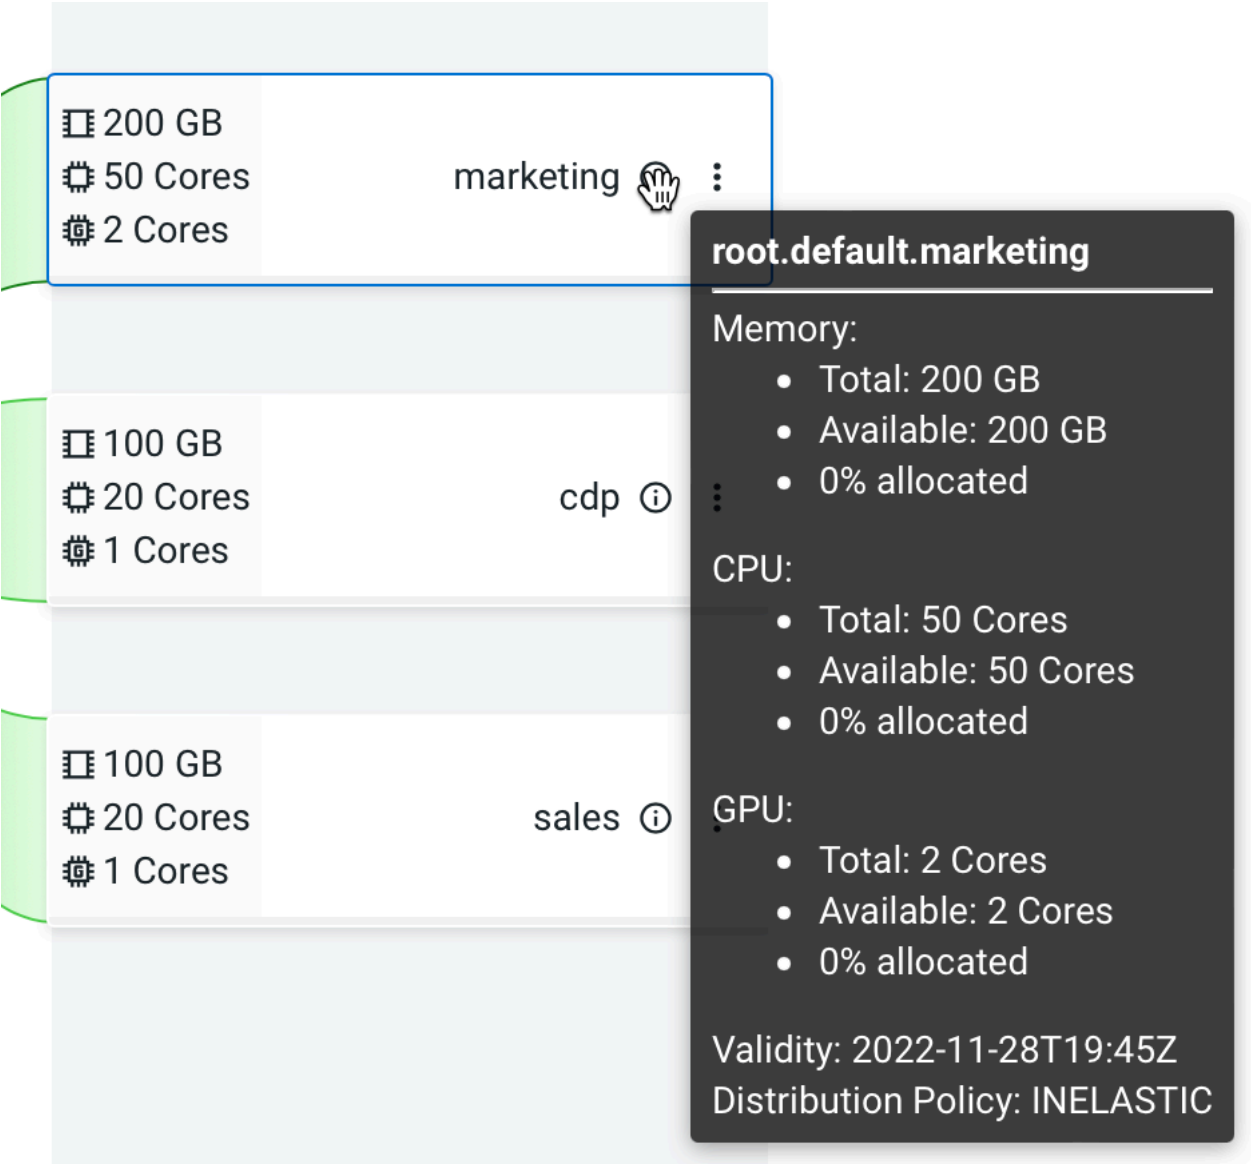 200 GB
50 Cores
marketing
2 Cores
root.default.marketing
Memory:
Total: 200 GB
Available: 200 GB
0% allocated
CPU:
Total: 50 Cores
Available: 50 Cores
0% allocated
GPU:
Total: 2 Cores
Available: 2 Cores
0% allocated
Validity: 2022-11-28T19:45Z
Distribution Policy: INELASTIC
100 GB
20 Cores
cdp
1 Cores
100 GB
20 Cores
sales
1 Cores